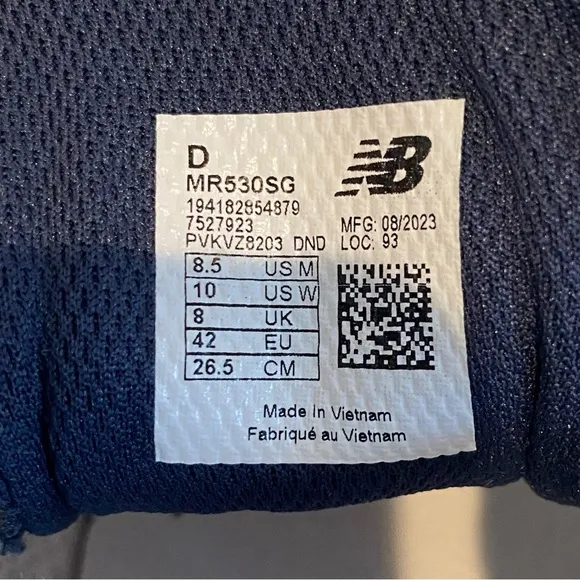 D
NB
MR530SG
194182854879
7527923
MFG: 08/2023
PVKVZ8203 DND
LOC: 93
8.5 US M
10 US W
8 UK
42 EU
26.5 CM
Made In Vietnam
Fabriqué au Vietnam